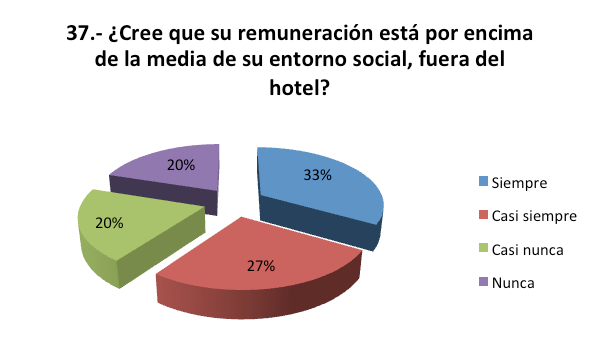 37.- ¿Cree que su remuneración está por encima
de la media de su entorno social, fuera del
hotel?
20%
33%
20%
27%
Siempre
Casi siempre
Casi nunca
Nunca